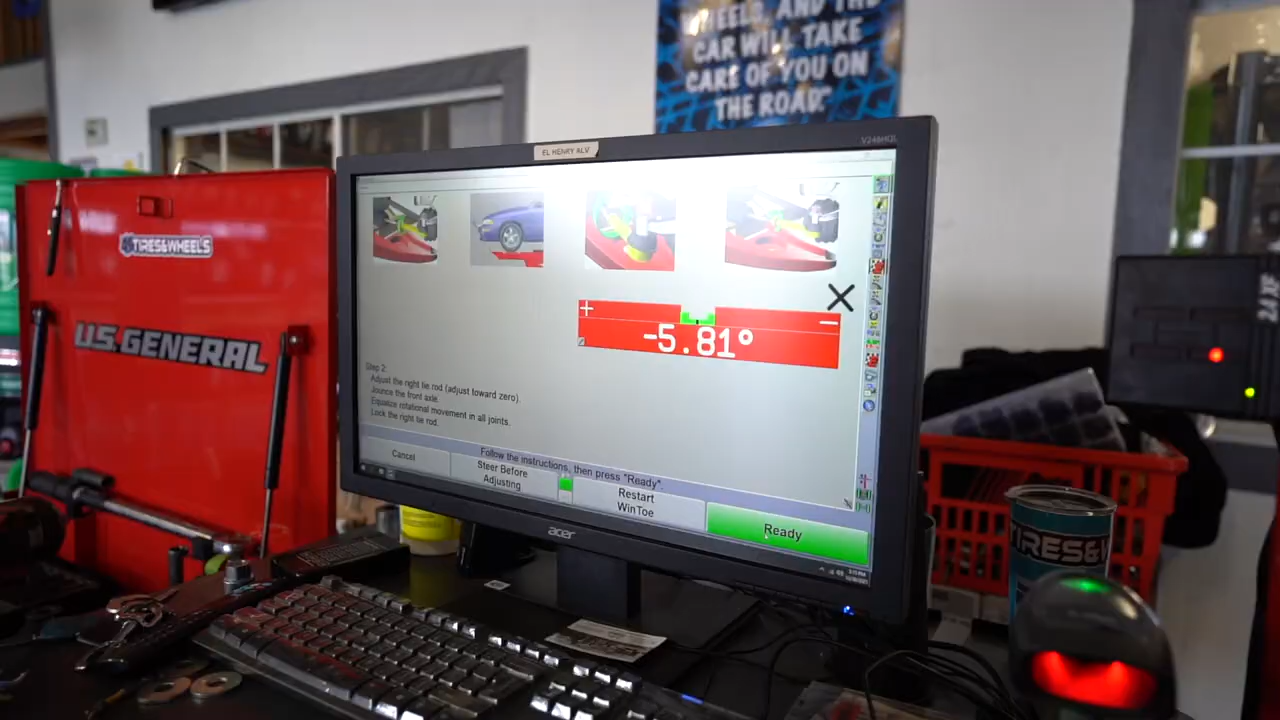 WHEELS, AND THE
CAR WILL TAKE
CARE OF YOU ON
THE ROAD."
EL HENRY ALV
V246HQL
TIRES&WHEELS
U.S. GENERAL
+
-
-5.81°
Step 2:
Adjust the right tie rod (adjust toward zero).
Jounce the front axle.
Equalize rotational movement in all joints.
Lock the right tie rod.
Follow the instructions, then press "Ready".
Cancel
Steer Before
Adjusting
Restart
WinToe
Ready
acer
TIRES&W